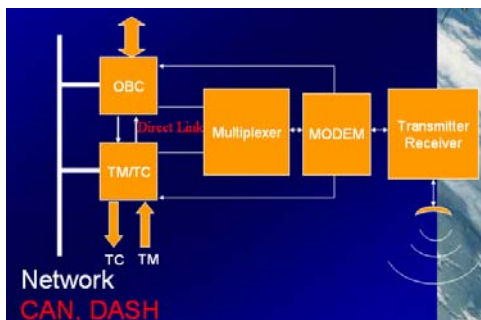 OBC
Direct Link
Multiplexer
MODEM
Transmitter
Receiver
TM/TC
TC
TM
Network
CAN, DASH